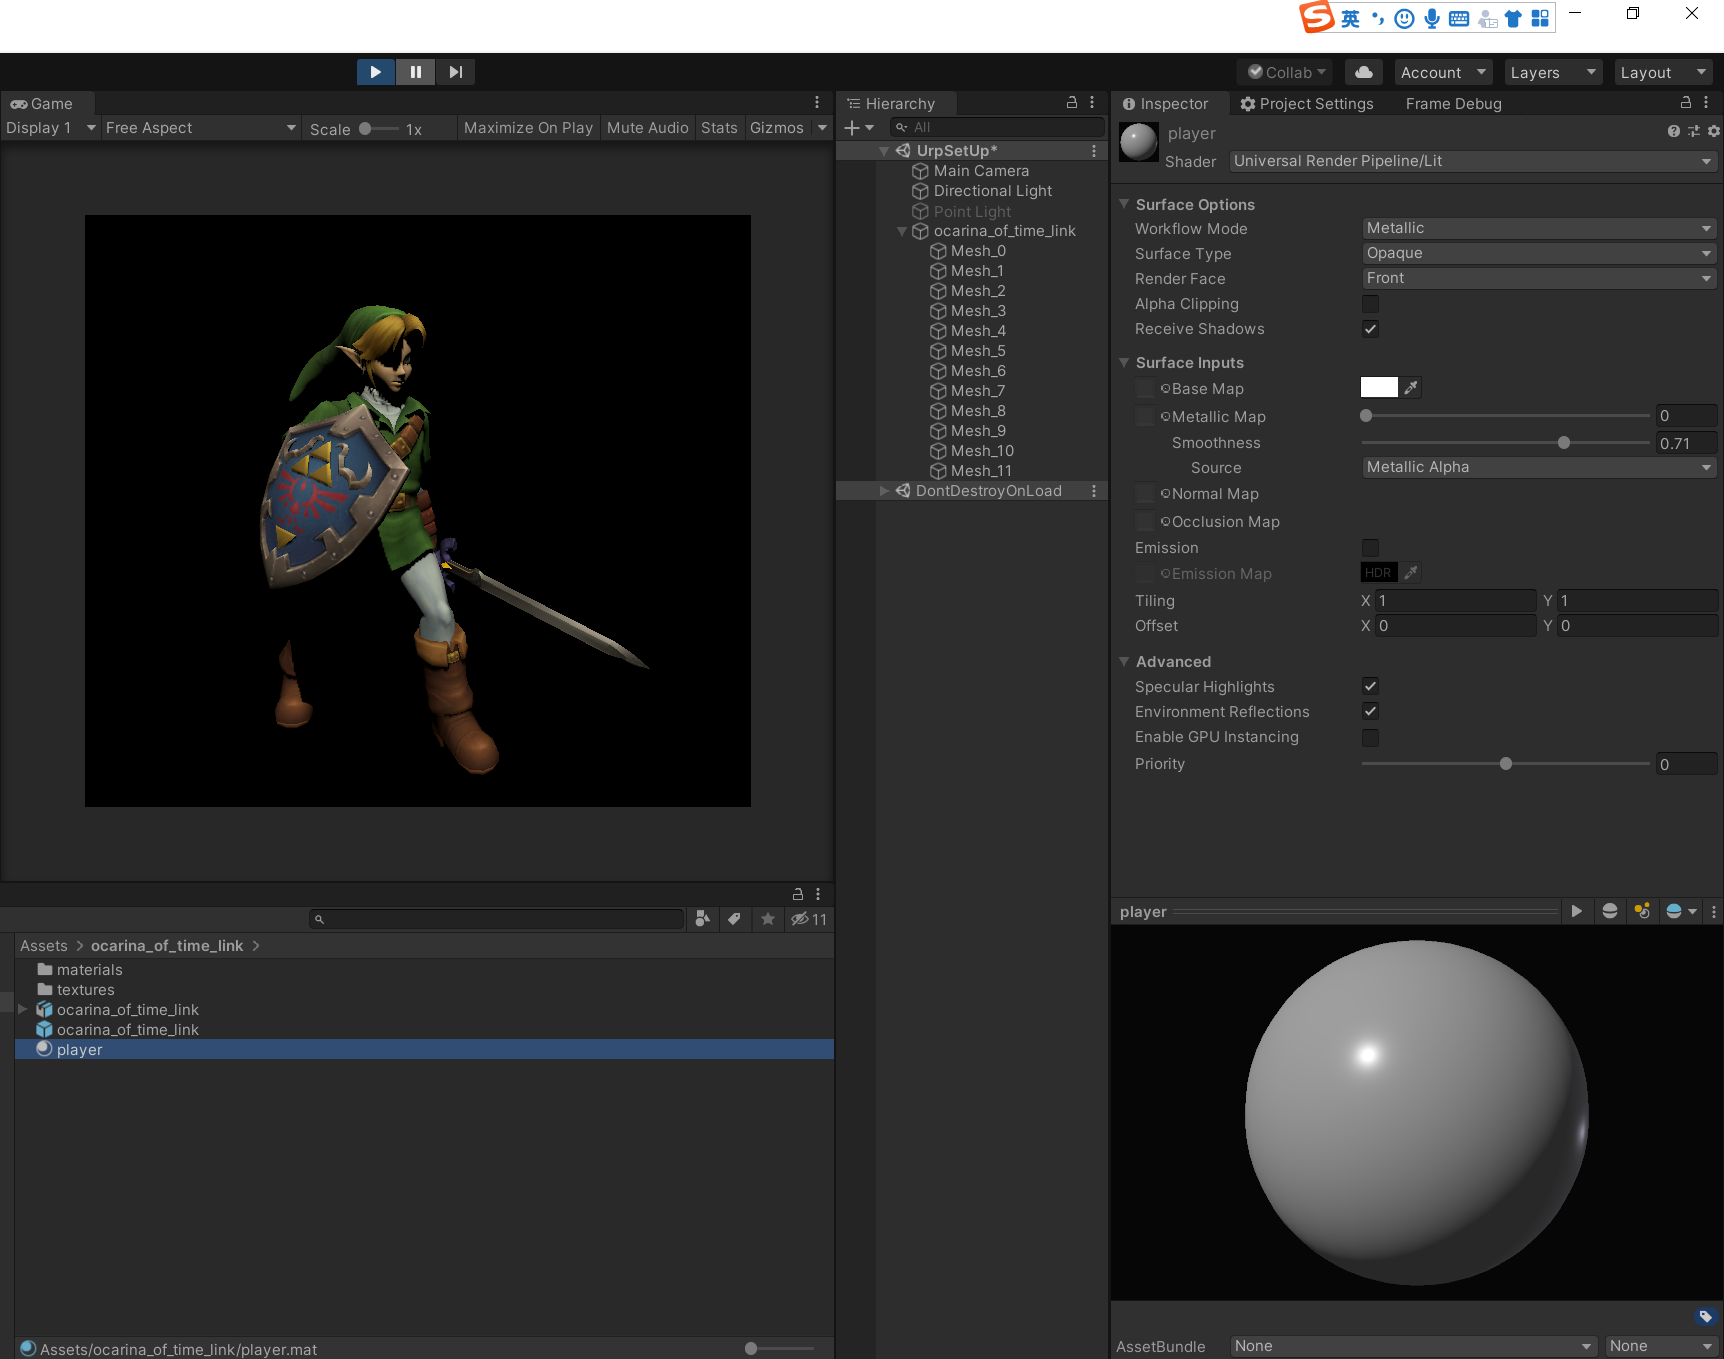 英
Collab
Account
Layers
Layout
Game
Display 1
Free Aspect
Scale
1x
Maximize On Play
Mute Audio
Stats
Gizmos
Hierarchy
All
UrpSetUp*
Main Camera
Directional Light
Point Light
ocarina_of_time_link
Mesh_0
Mesh_1
Mesh_2
Mesh_3
Mesh_4
Mesh_5
Mesh_6
Mesh_7
Mesh_8
Mesh_9
Mesh_10
Mesh_11
DontDestroyOnLoad
Inspector
Project Settings
Frame Debug
player
Shader
Universal Render Pipeline/Lit
Surface Options
Workflow Mode
Metallic
Surface Type
Opaque
Render Face
Front
Alpha Clipping
Receive Shadows
Surface Inputs
Base Map
Metallic Map
0
Smoothness
0.71
Source
Metallic Alpha
Normal Map
Occlusion Map
Emission
Emission Map
HDR
Tiling
X 1
Y 1
Offset
X 0
Y 0
Advanced
Specular Highlights
Environment Reflections
Enable GPU Instancing
Priority
0
player
AssetBundle
None
None
11
Assets > ocarina_of_time_link >
materials
textures
ocarina_of_time_link
ocarina_of_time_link
player
Assets/ocarina_of_time_link/player.mat